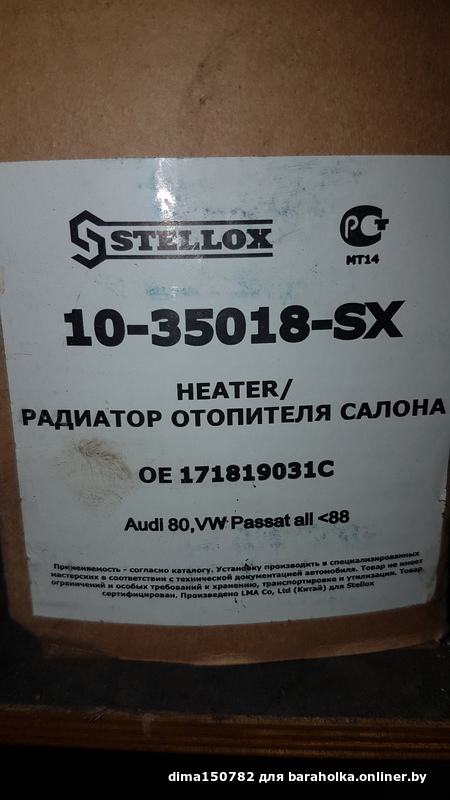 STELLOX
РСТ
МТ14
10-35018-SX
HEATER/
РАДИАТОР ОТОПИТЕЛЯ САЛОНА
OE 171819031C
Audi 80,VW Passat all <88
Применяемость - согласно каталогу. Установку производить в специализированных
мастерских в соответствии с технической документацией автомобиля. Товар не имеет
ограничений и особых требований к хранению, транспортировке и утилизации. Товар
сертифицирован. Произведено LMA Co, Ltd (Китай) для Stellox
dima150782 для baraholka.onliner.by